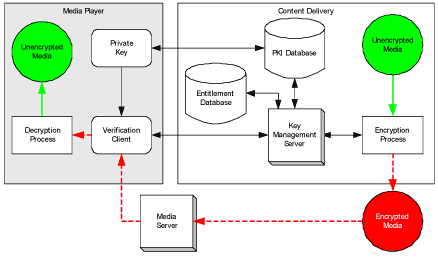 Media Player
Content Delivery
Unencrypted
Media
Private
Key
PKI Database
Unencrypted
Media
Entitlement
Database
Decryption
Process
Verification
Client
Key
Management
Server
Encryption
Process
Media
Server
Encrypted
Media